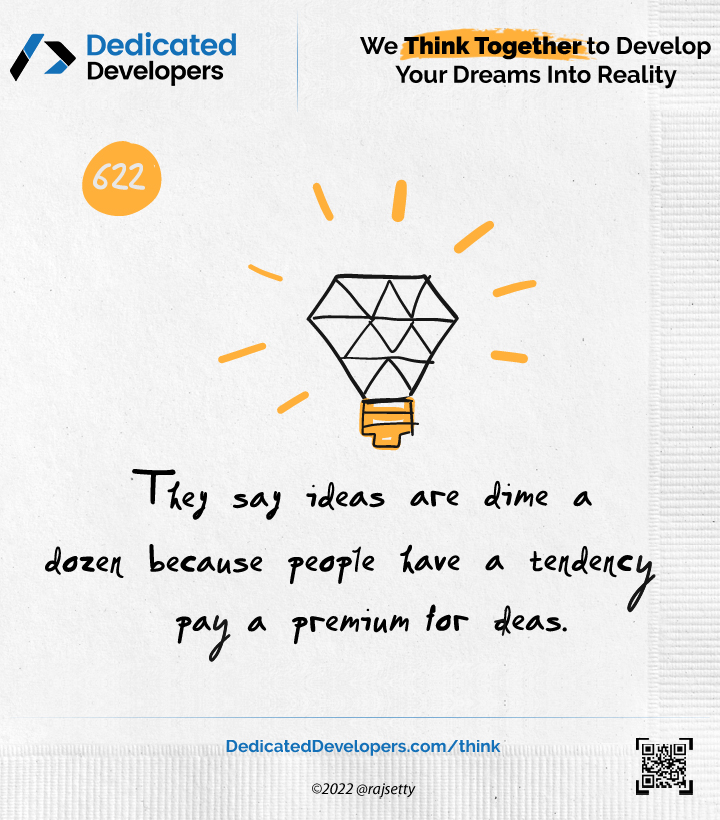 Dedicated
Developers
We Think Together to Develop
Your Dreams Into Reality
622
They say ideas are dime a
dozen because people have a tendency
pay a premium for deas.
DedicatedDevelopers.com/think
©2022 @rajsetty